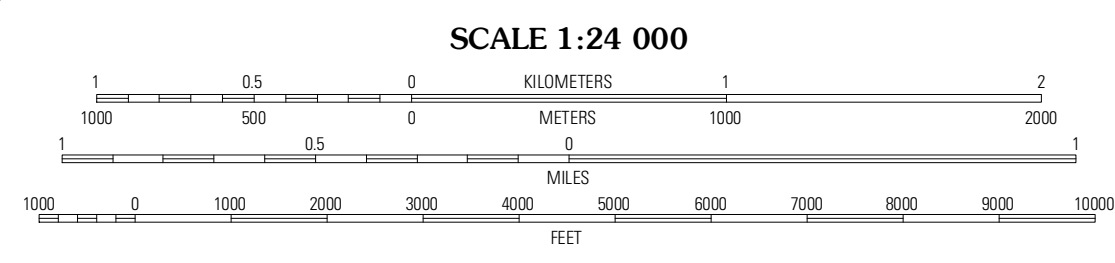 SCALE 1:24 000
1 0.5 0 KILOMETERS 1 2
1000 500 0 METERS 1000 2000
1 0.5 0 1
MILES
1000 0 1000 2000 3000 4000 5000 6000 7000 8000 9000 10000
FEET